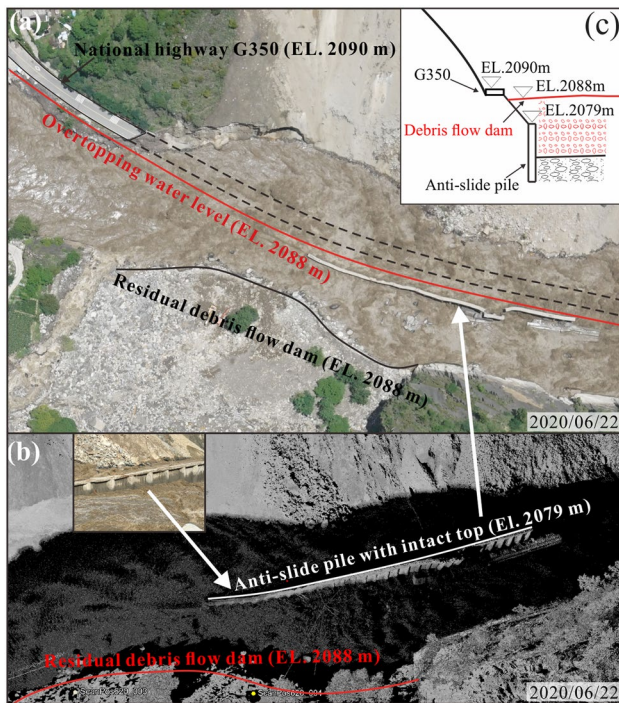 (a)
National highway G350 (EL. 2090 m)
Overtopping water level (EL. 2088 m)
Residual debris flow dam (EL. 2088 m)
2020/06/22
(c)
EL.2090m
G350
EL.2088m
EL.2079m
Debris flow dam
Anti-slide pile
(b)
Anti-slide pile with intact top (El. 2079 m)
Residual debris flow dam (EL. 2088 m)
2020/06/22